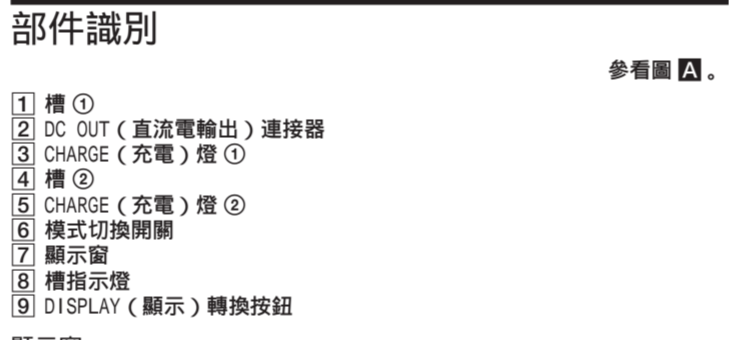 部件識別
參看圖 A 。
1 槽 ①
2 DC OUT ( 直流電輸出 ) 連接器
3 CHARGE ( 充電 ) 燈 ①
4 槽 ②
5 CHARGE ( 充電 ) 燈 ②
6 模式切換開關
7 顯示窗
8 槽指示燈
9 DISPLAY ( 顯示 ) 轉換按鈕